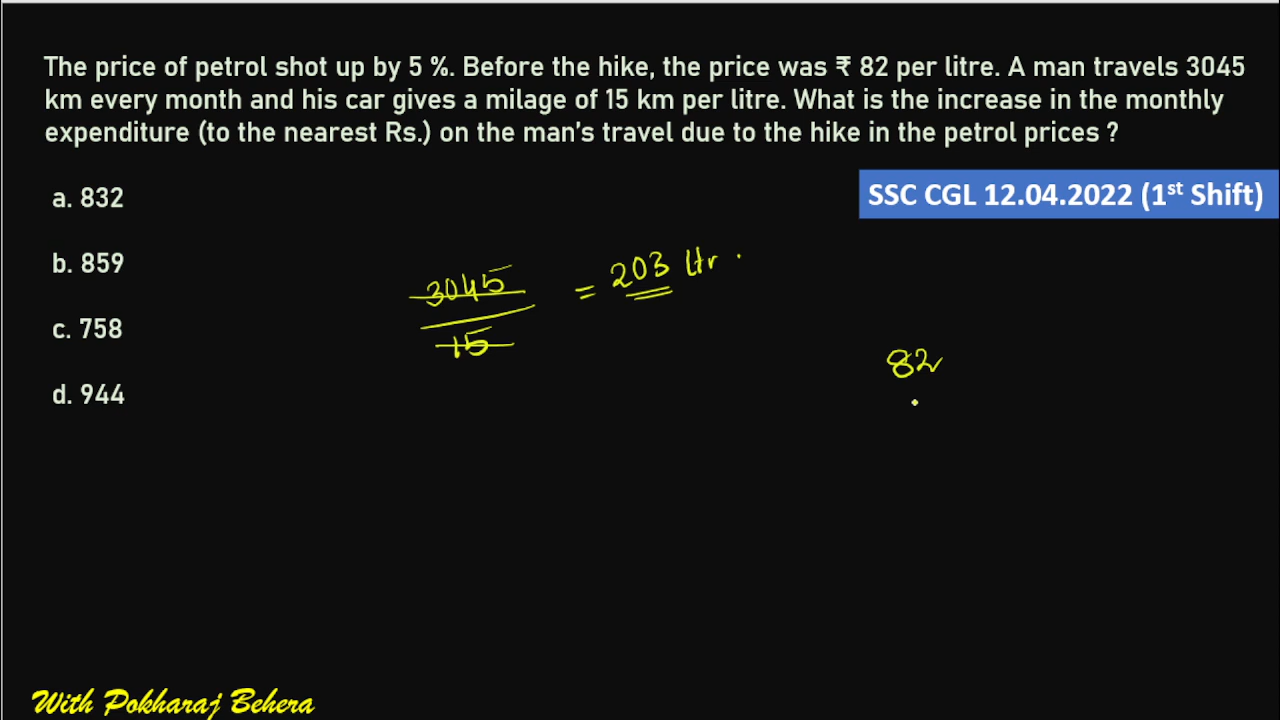 The price of petrol shot up by 5 %. Before the hike, the price was ₹ 82 per litre. A man travels 3045
km every month and his car gives a milage of 15 km per litre. What is the increase in the monthly
expenditure (to the nearest Rs.) on the man's travel due to the hike in the petrol prices ?
a. 832
SSC CGL 12.04.2022 (1st Shift)
b. 859
3045
= 203 ltr .
15
c. 758
82
d. 944
With Pokharaj Behera